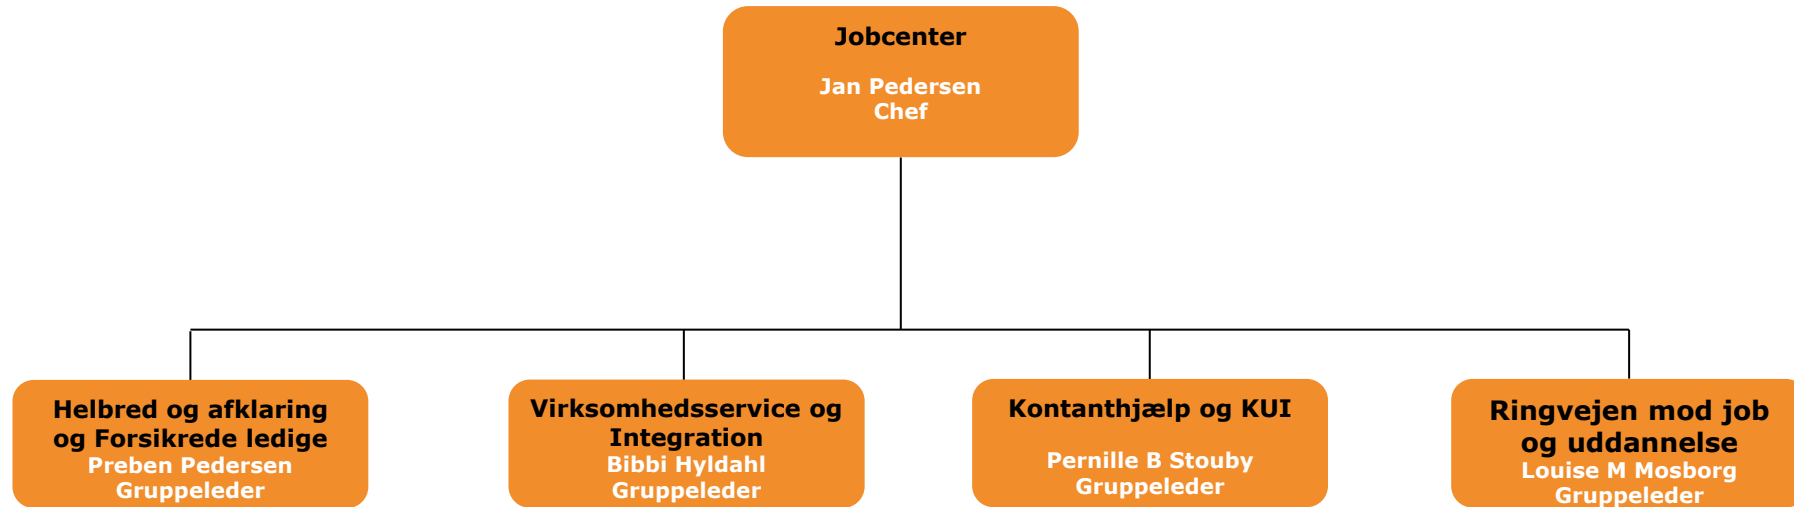 Jobcenter
Jan Pedersen
Chef
Helbred og afklaring
og Forsikrede ledige
Preben Pedersen
Gruppeleder
Virksomhedsservice og
Integration
Bibbi Hyldahl
Gruppeleder
Kontanthjælp og KUI
Pernille B Stouby
Gruppeleder
Ringvejen mod job
og uddannelse
Louise M Mosborg
Gruppeleder